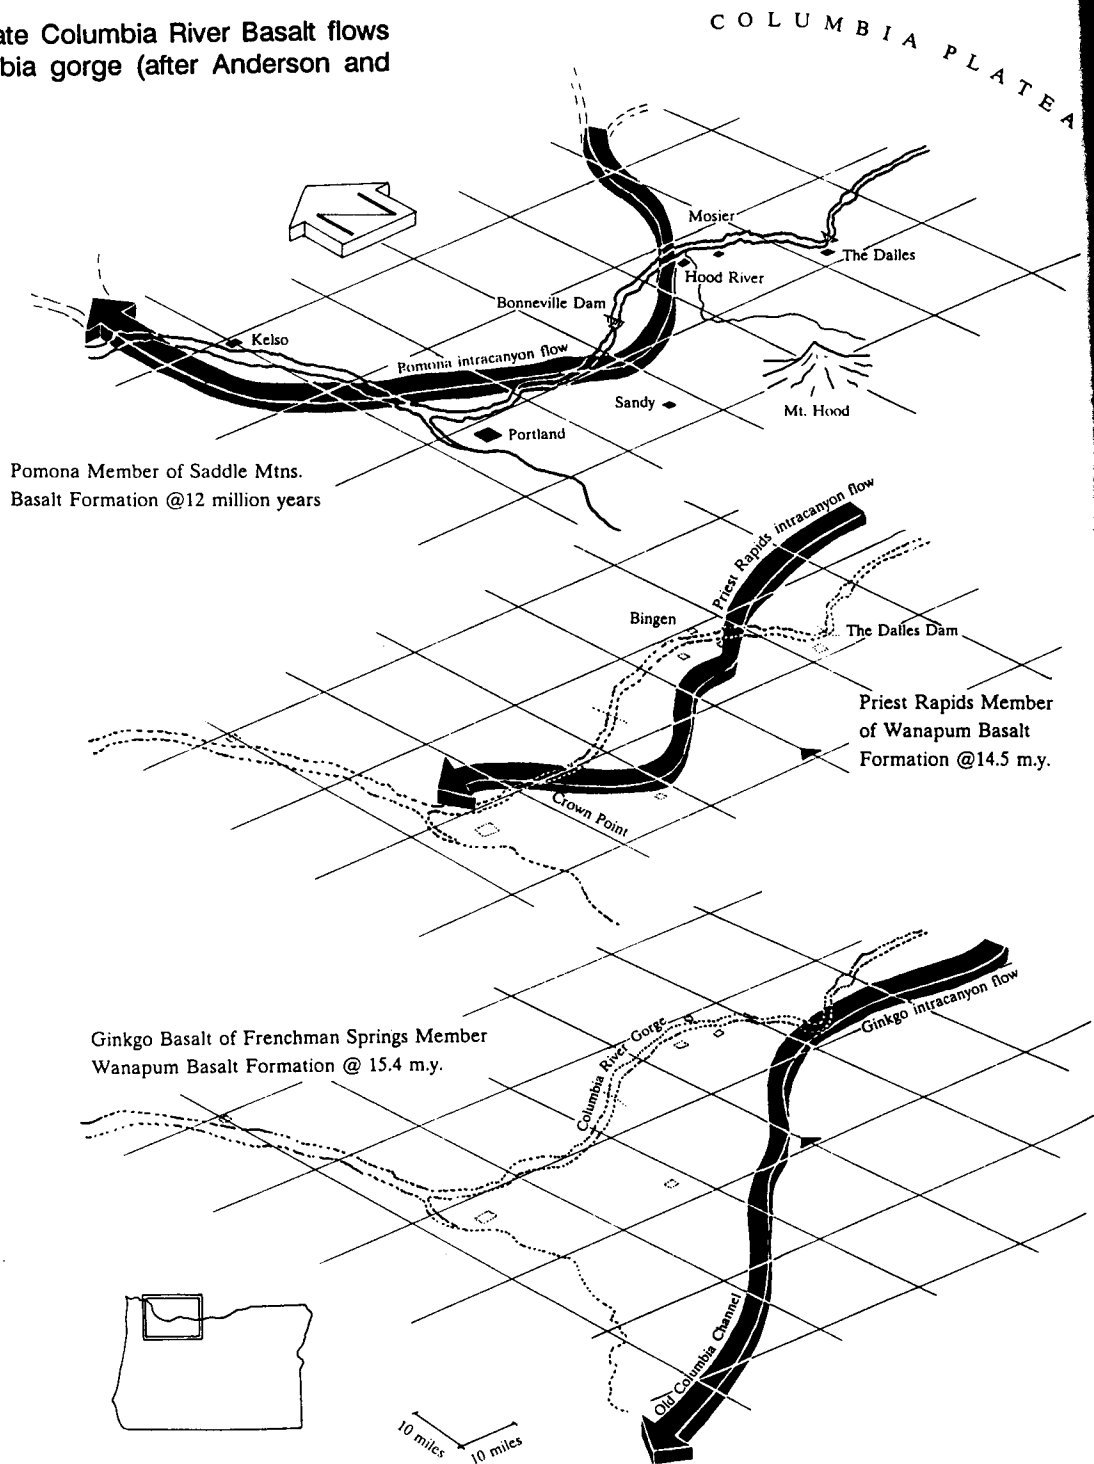 ate Columbia River Basalt flows
bia gorge (after Anderson and
COLUMBIA PLATEA
N
Mosier
The Dalles
Hood River
Bonneville Dam
Kelso
Pomona intracanyon flow
Sandy
Mt. Hood
Portland
Pomona Member of Saddle Mtns.
Basalt Formation @12 million years
Priest Rapids intracanyon flow
Bingen
The Dalles Dam
Priest Rapids Member
of Wanapum Basalt
Formation @14.5 m.y.
Crown Point
Ginkgo intracanyon flow
Columbia River Gorge
Ginkgo Basalt of Frenchman Springs Member
Wanapum Basalt Formation @ 15.4 m.y.
Old Columbia Channel
10 miles
10 miles